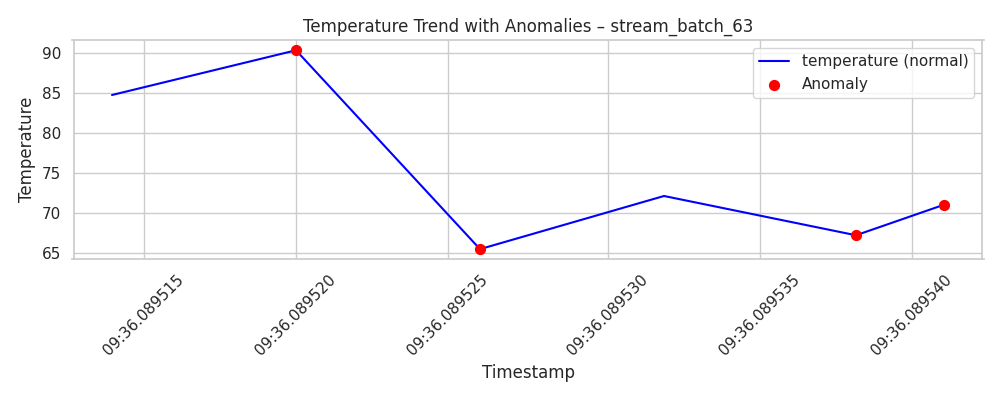 Temperature Trend with Anomalies – stream_batch_63
temperature (normal)
Anomaly
Temperature
90
85
80
75
70
65
09:36.089515
09:36.089520
09:36.089525
09:36.089530
09:36.089535
09:36.089540
Timestamp